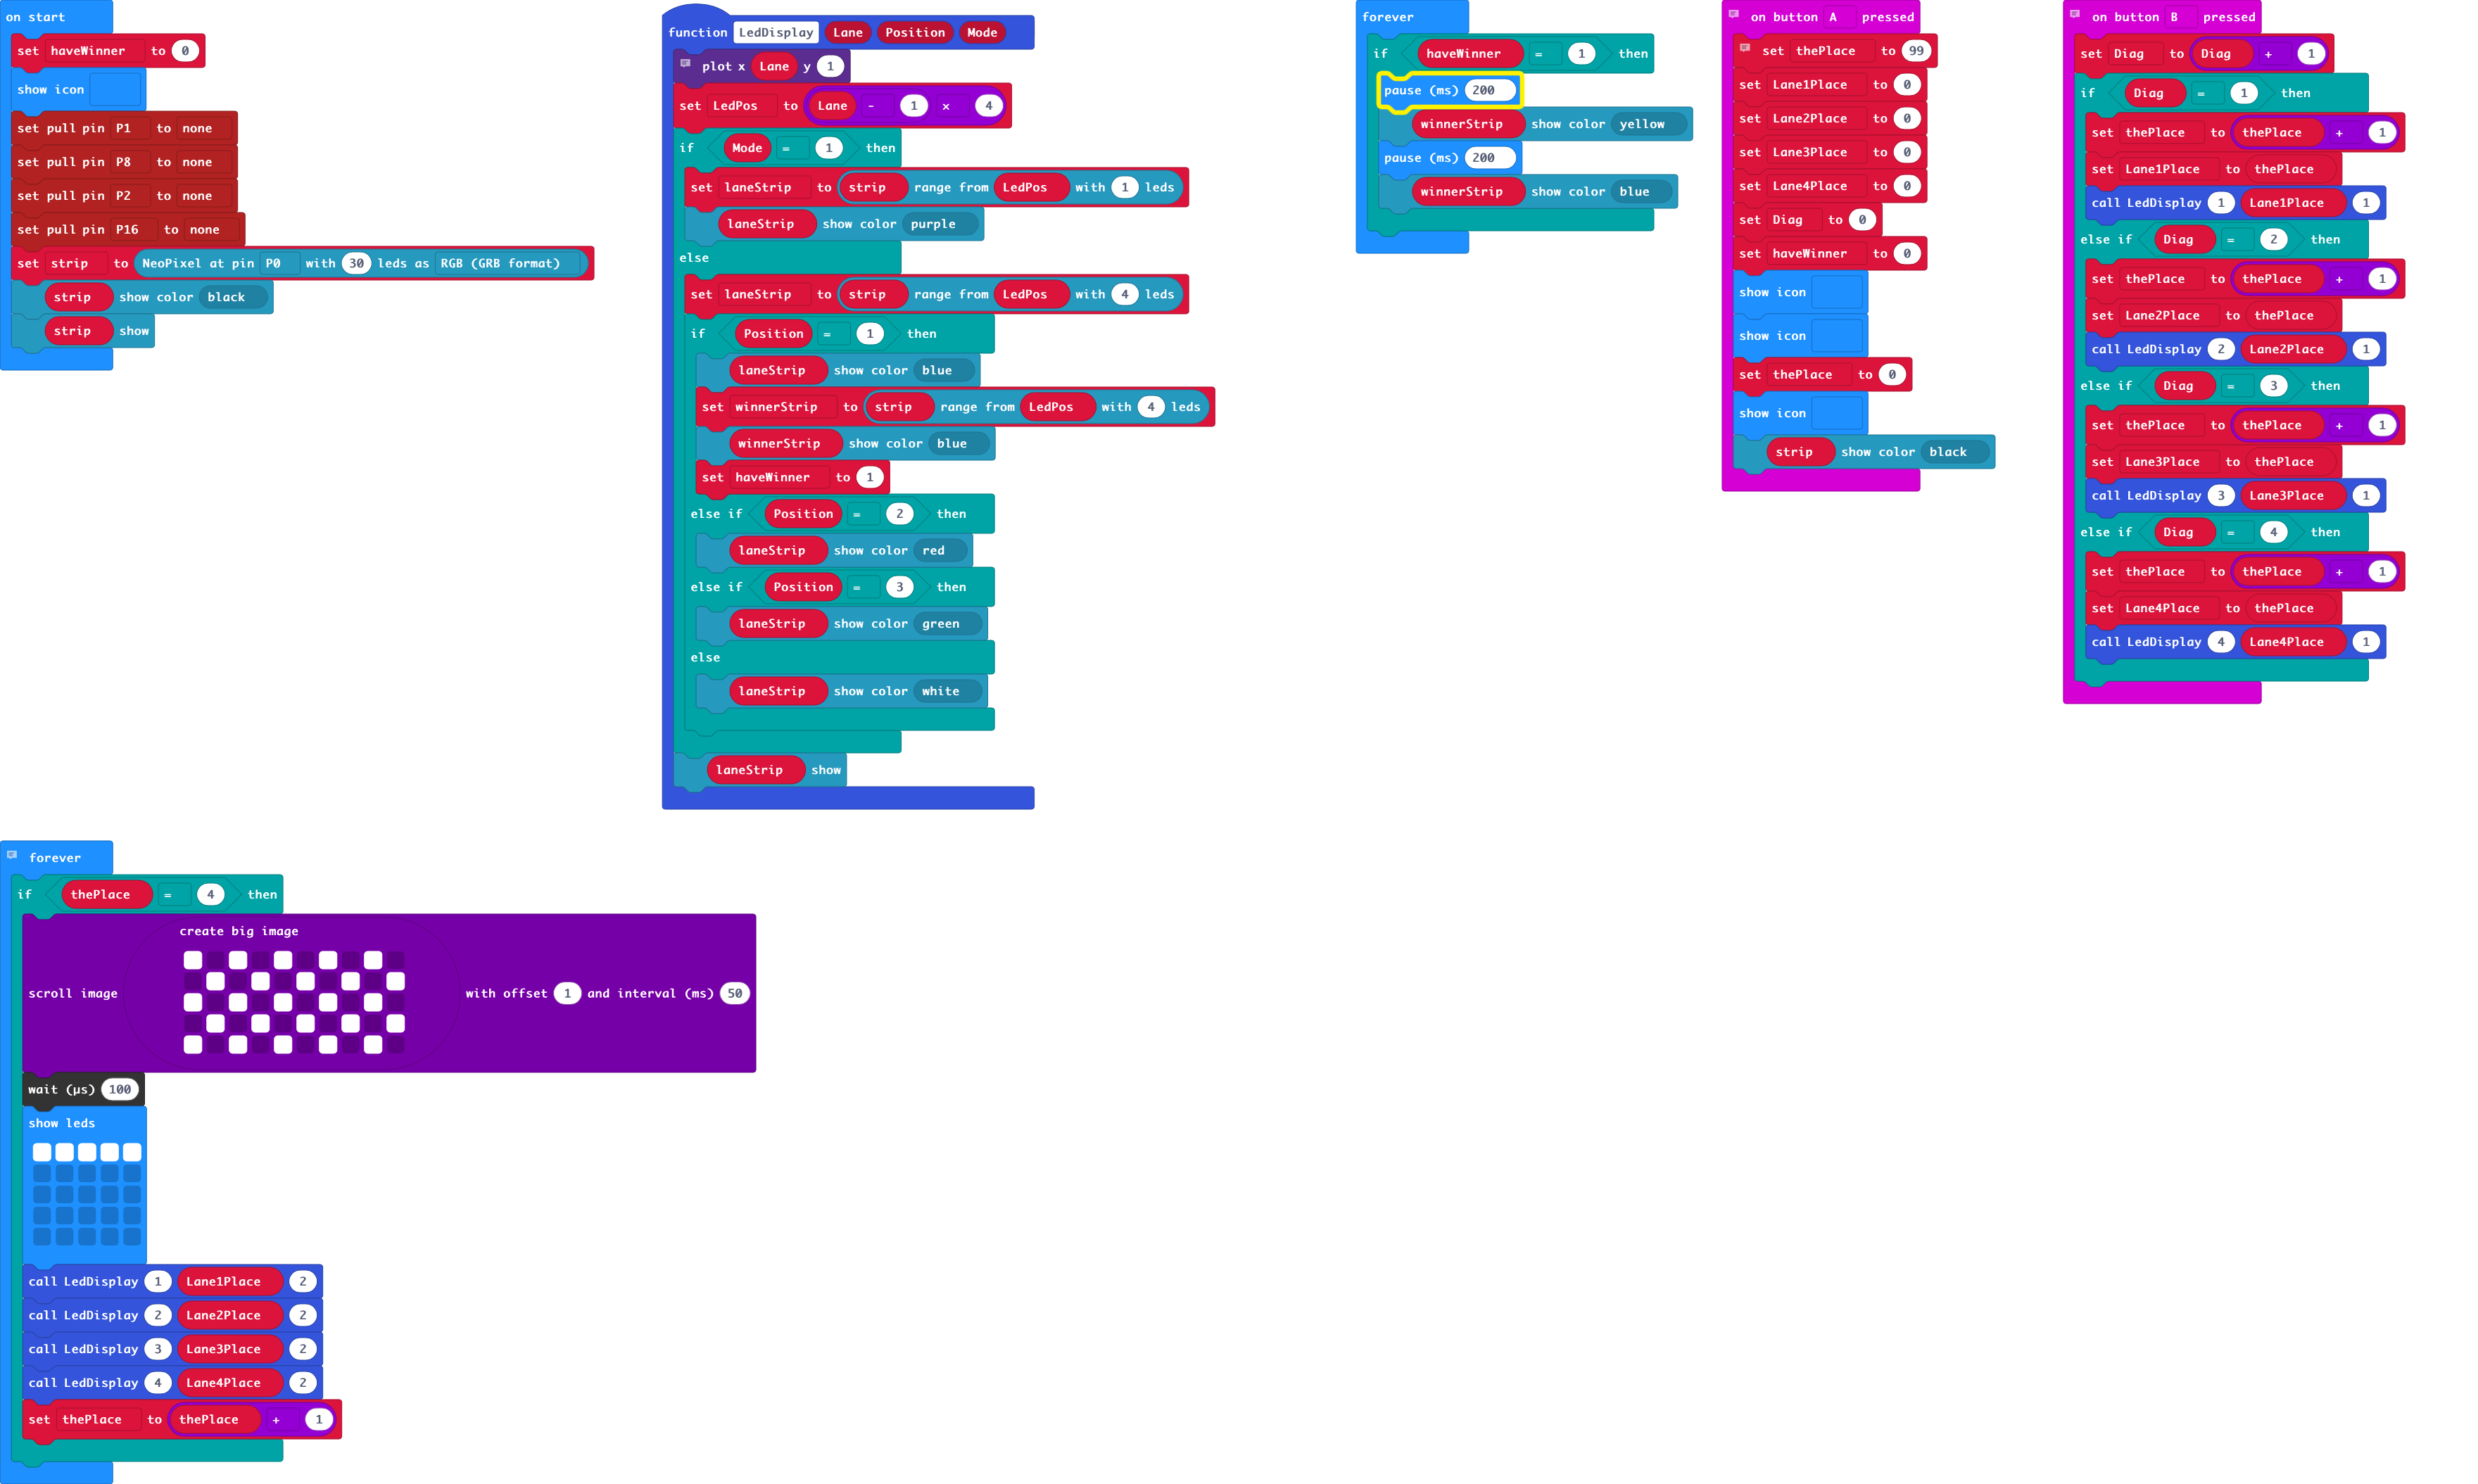 on start
set haveWinner to 0
show icon
set pull pin P1 to none
set pull pin P8 to none
set pull pin P2 to none
set pull pin P16 to none
set strip to NeoPixel at pin P0 with 30 leds as RGB (GRB format)
strip show color black
strip show
function LedDisplay Lane Position Mode
plot x Lane y 1
set LedPos to Lane - 1 × 4
if Mode = 1 then
set laneStrip to strip range from LedPos with 1 leds
laneStrip show color purple
else
set laneStrip to strip range from LedPos with 4 leds
if Position = 1 then
laneStrip show color blue
set winnerStrip to strip range from LedPos with 4 leds
winnerStrip show color blue
set haveWinner to 1
else if Position = 2 then
laneStrip show color red
else if Position = 3 then
laneStrip show color green
else
laneStrip show color white
laneStrip show
forever
if haveWinner = 1 then
pause (ms) 200
winnerStrip show color yellow
pause (ms) 200
winnerStrip show color blue
on button A pressed
set thePlace to 99
set Lane1Place to 0
set Lane2Place to 0
set Lane3Place to 0
set Lane4Place to 0
set Diag to 0
set haveWinner to 0
show icon
show icon
set thePlace to 0
show icon
strip show color black
on button B pressed
set Diag to Diag + 1
if Diag = 1 then
set thePlace to thePlace + 1
set Lane1Place to thePlace
call LedDisplay 1 Lane1Place 1
else if Diag = 2 then
set thePlace to thePlace + 1
set Lane2Place to thePlace
call LedDisplay 2 Lane2Place 1
else if Diag = 3 then
set thePlace to thePlace + 1
set Lane3Place to thePlace
call LedDisplay 3 Lane3Place 1
else if Diag = 4 then
set thePlace to thePlace + 1
set Lane4Place to thePlace
call LedDisplay 4 Lane4Place 1
forever
if thePlace = 4 then
create big image
scroll image with offset 1 and interval (ms) 50
wait (µs) 100
show leds
call LedDisplay 1 Lane1Place 2
call LedDisplay 2 Lane2Place 2
call LedDisplay 3 Lane3Place 2
call LedDisplay 4 Lane4Place 2
set thePlace to thePlace + 1